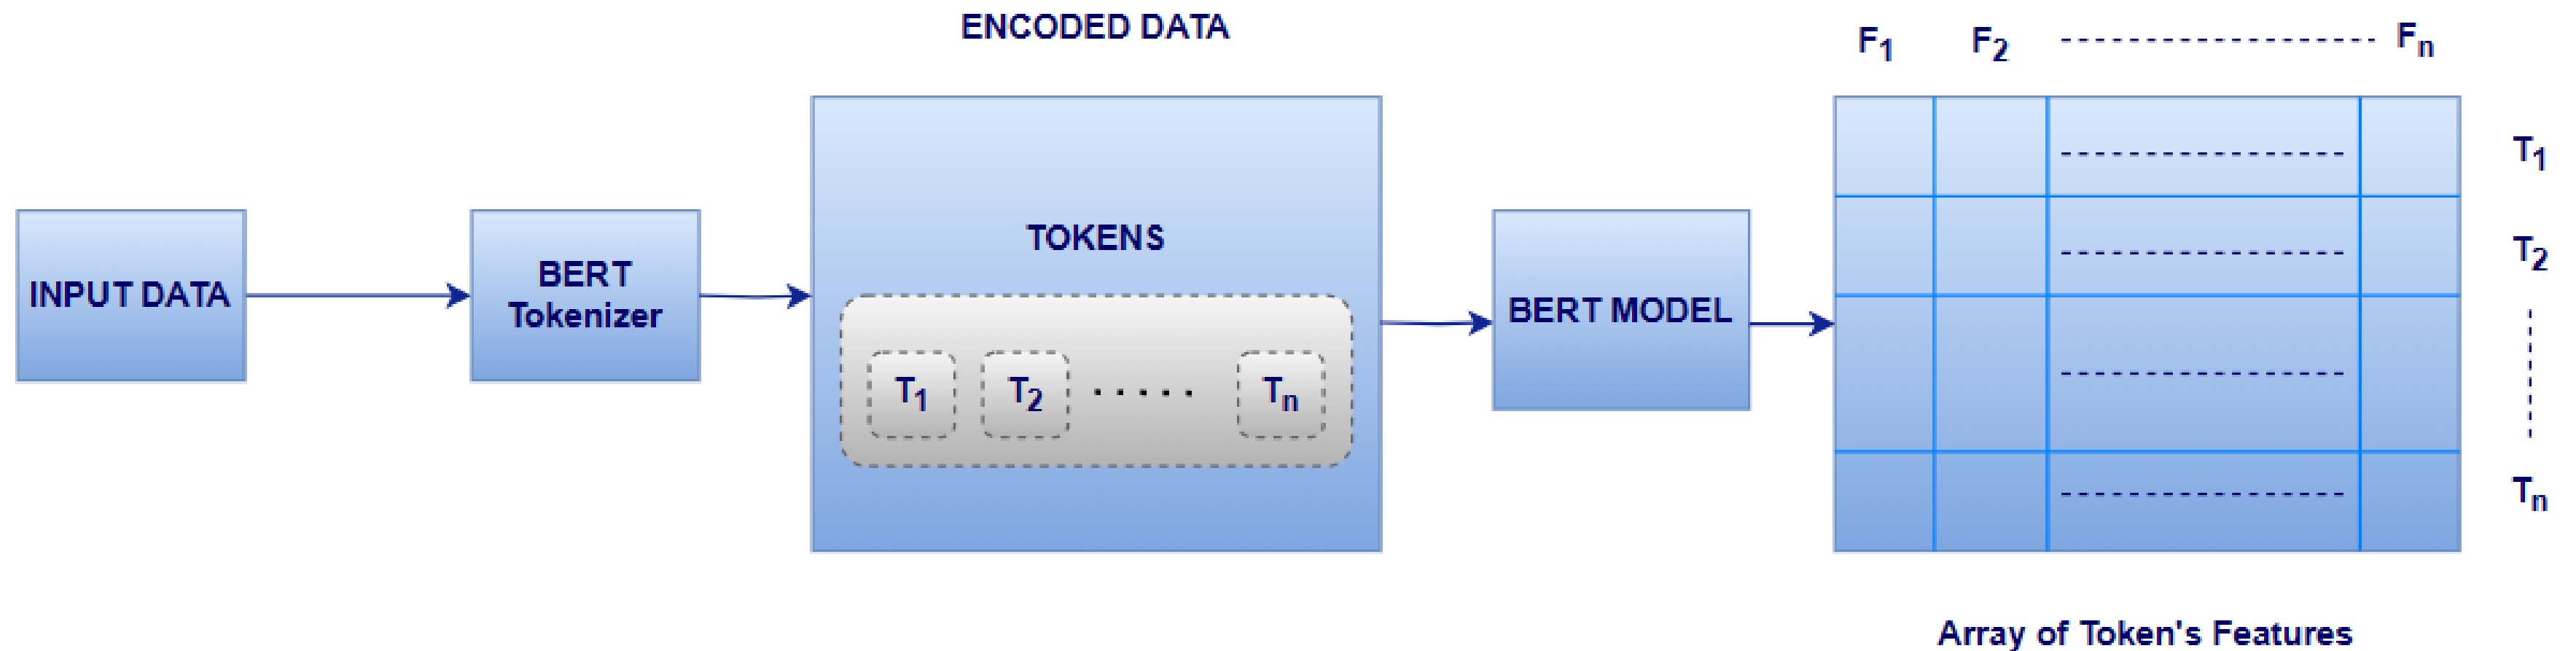 ENCODED DATA
F1 F2 Fn
INPUT DATA
BERT
Tokenizer
TOKENS
T1 T2 ..... Tn
BERT MODEL
T1
T2
Tn
Array of Token's Features